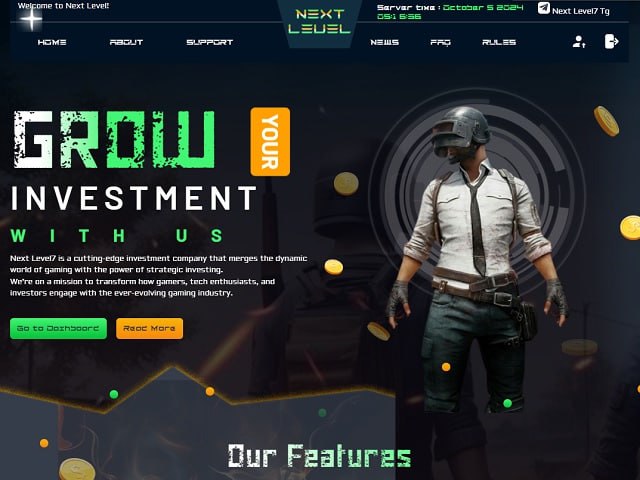 Welcome to Next Level!
Server time : October 5 2024
05:1 6:56
Next Level7 Tg
NEXT
LEVEL
HOME
ABOUT
SUPPORT
NEWS
FAQ
RULES
GROW
YOUR
INVESTMENT
WITH US
Next Level7 is a cutting-edge investment company that merges the dynamic
world of gaming with the power of strategic investing.
We're on a mission to transform how gamers, tech enthusiasts, and
investors engage with the ever-evolving gaming industry.
Go to Dashboard
Read More
Our Features